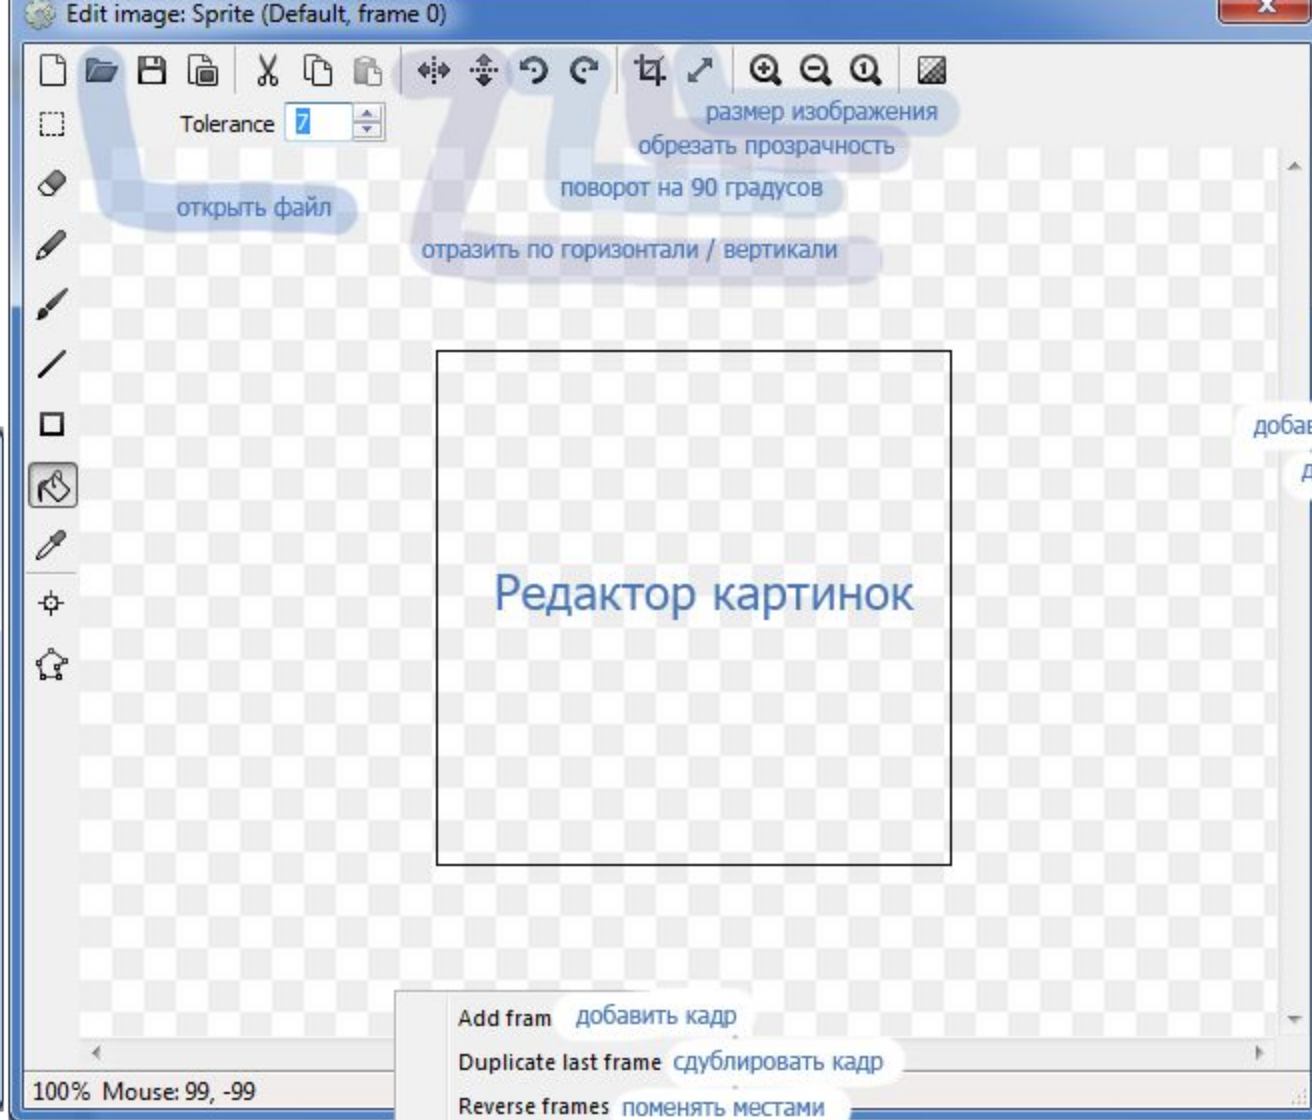 Edit image: Sprite (Default, frame 0)
Tolerance 7
размер изображения
обрезать прозрачность
поворот на 90 градусов
открыть файл
отразить по горизонтали / вертикали
Редактор картинок
Add fram добавить кадр
Duplicate last frame сдублировать кадр
Reverse frames поменять местами
100% Mouse: 99, -99